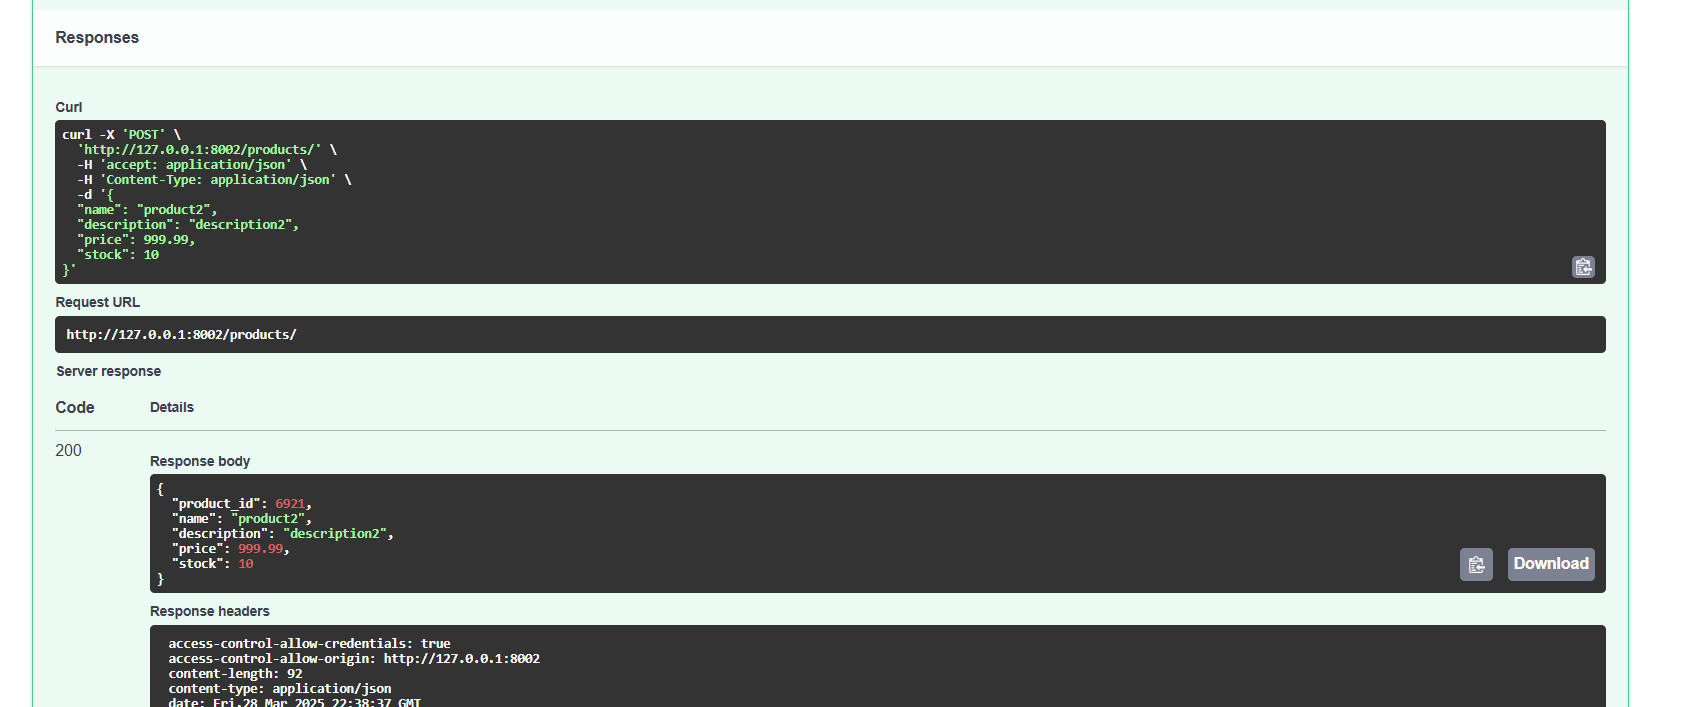 Responses
Curl
curl -X 'POST' \
  'http://127.0.0.1:8002/products/' \
  -H 'accept: application/json' \
  -H 'Content-Type: application/json' \
  -d '{
  "name": "product2",
  "description": "description2",
  "price": 999.99,
  "stock": 10
}'
Request URL
http://127.0.0.1:8002/products/
Server response
Code Details
200
Response body
{
  "product_id": 6921,
  "name": "product2",
  "description": "description2",
  "price": 999.99,
  "stock": 10
}
Download
Response headers
access-control-allow-credentials: true
access-control-allow-origin: http://127.0.0.1:8002
content-length: 92
content-type: application/json
date: Fri,28 Mar 2025 22:38:37 GMT